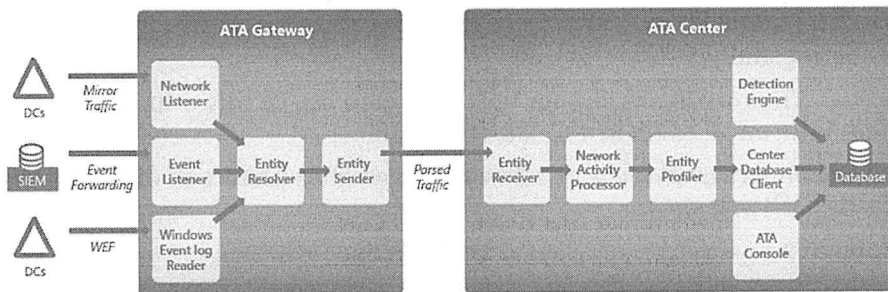 ATA Gateway
ATA Center
DCs
Mirror
Traffic
Network
Listener
SIEM
Event
Forwarding
Event
Listener
Entity
Resolver
Entity
Sender
Parsed
Traffic
DCs
WEF
Windows
Event log
Reader
Entity
Receiver
Nework
Activity
Processor
Entity
Profiler
Detection
Engine
Center
Database
Client
ATA
Console
Database